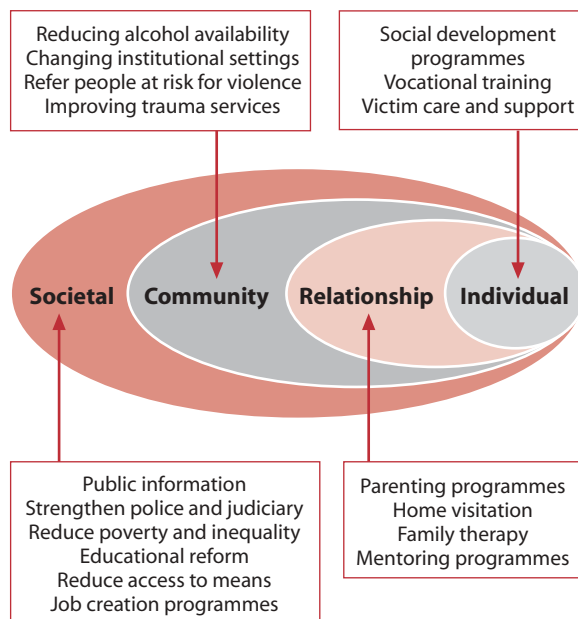 Reducing alcohol availability
Changing institutional settings
Refer people at risk for violence
Improving trauma services
Social development
programmes
Vocational training
Victim care and support
Societal
Community
Relationship
Individual
Public information
Strengthen police and judiciary
Reduce poverty and inequality
Educational reform
Reduce access to means
Job creation programmes
Parenting programmes
Home visitation
Family therapy
Mentoring programmes